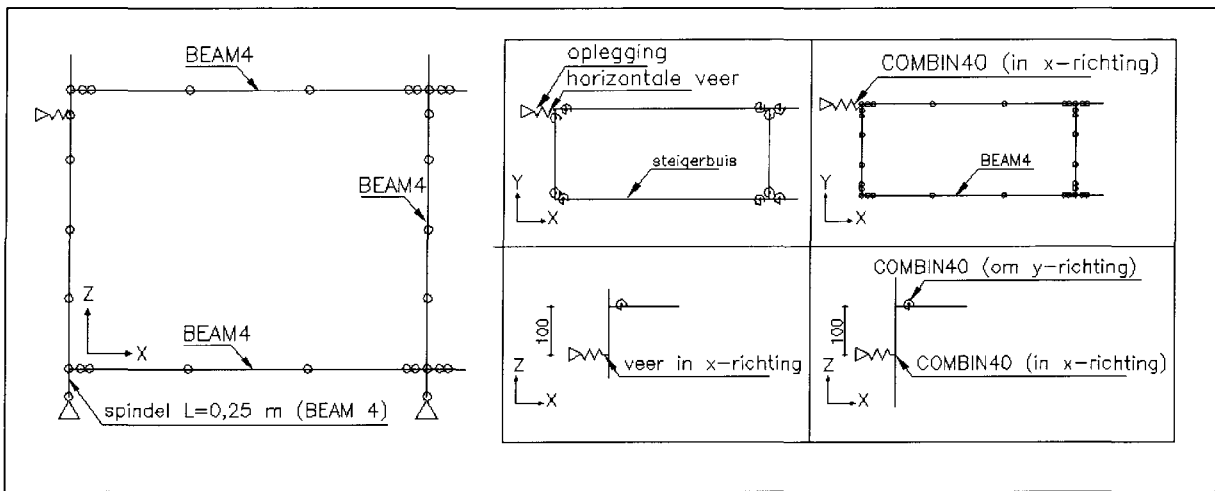 BEAM4
BEAM4
Z
X
BEAM4
spindel L=0,25 m (BEAM 4)
oplegging
horizontale veer
steigerbuis
Y
X
COMBIN40 (in x-richting)
BEAM4
Y
X
100
veer in x-richting
Z
X
COMBIN40 (om y-richting)
100
COMBIN40 (in x-richting)
Z
X